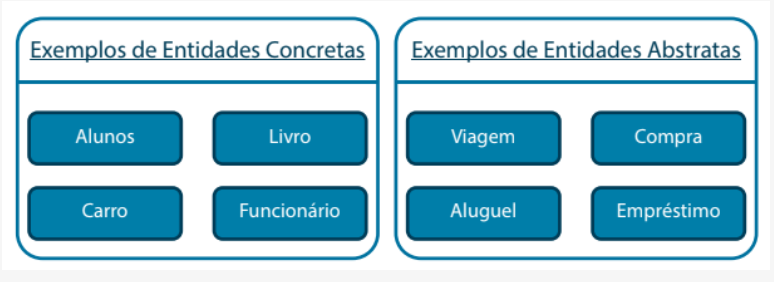 Exemplos de Entidades Concretas
Alunos
Livro
Carro
Funcionário
Exemplos de Entidades Abstratas
Viagem
Compra
Aluguel
Empréstimo